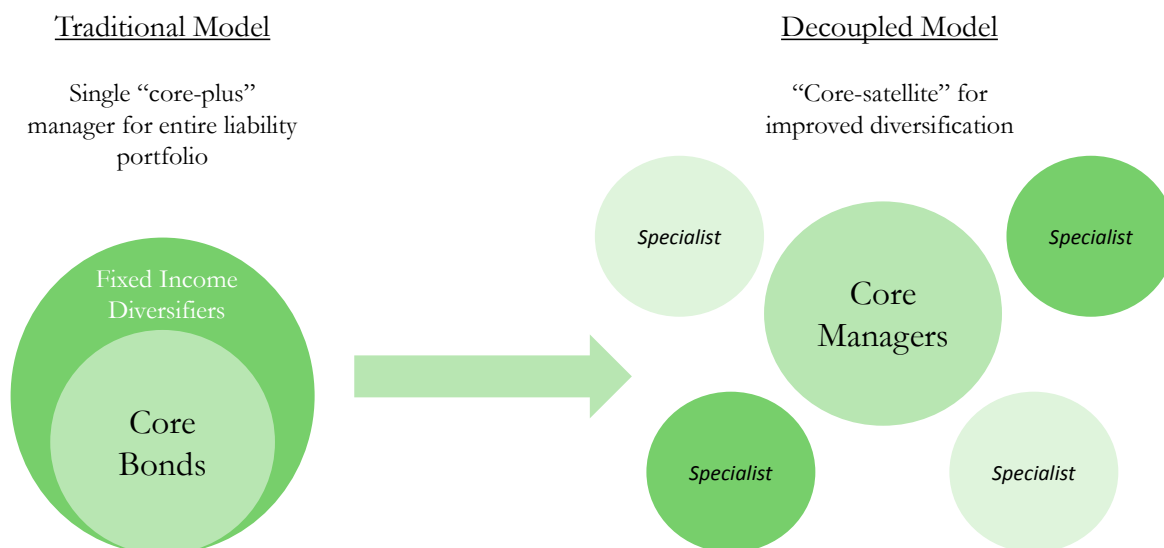 Traditional Model
Single “core-plus”
manager for entire liability
portfolio
Fixed Income
Diversifiers
Core
Bonds
Decoupled Model
“Core-satellite” for
improved diversification
Specialist
Core
Managers
Specialist
Specialist
Specialist